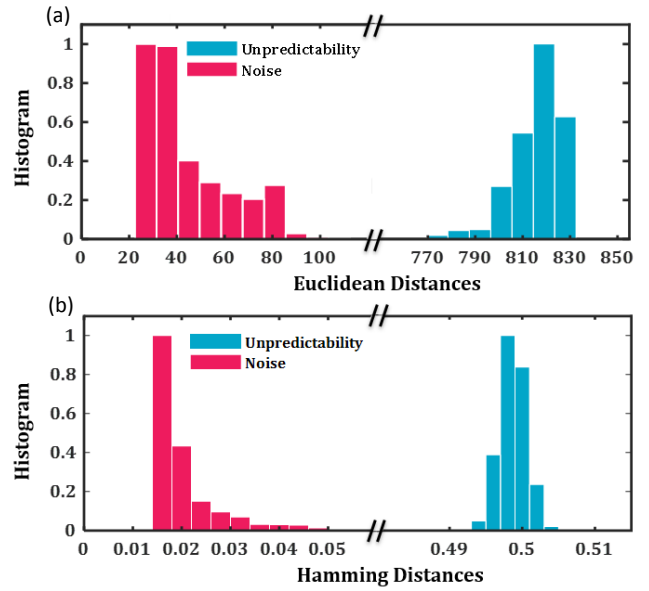 (a)
Histogram
1
0.8
0.6
0.4
0.2
0
Unpredictability
Noise
0 20 40 60 80 100 770 790 810 830 850
Euclidean Distances
(b)
Histogram
1
0.8
0.6
0.4
0.2
0
Unpredictability
Noise
0 0.01 0.02 0.03 0.04 0.05 0.49 0.5 0.51
Hamming Distances